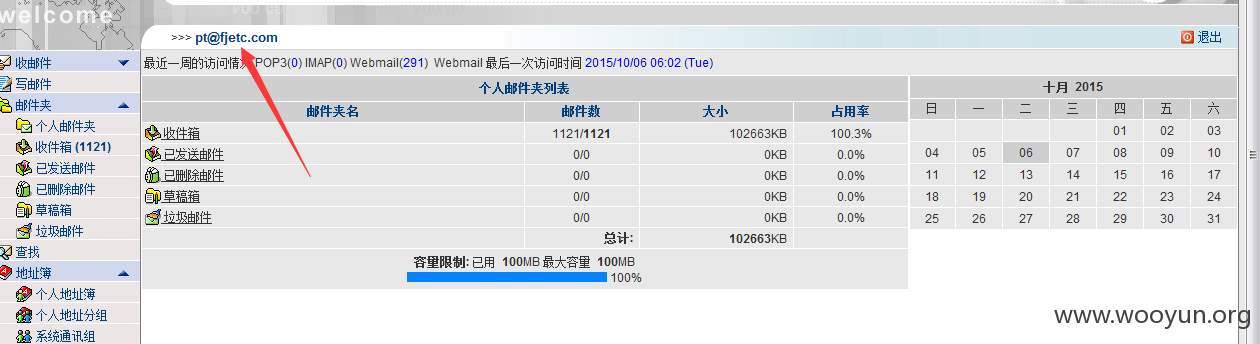 welcome
>>> pt@fjetc.com
退出
收邮件
写邮件
邮件夹
个人邮件夹
收件箱 (1121)
已发送邮件
已删除邮件
草稿箱
垃圾邮件
查找
地址簿
个人地址簿
个人地址分组
系统通讯组
最近一周的访问情况 POP3(0) IMAP(0) Webmail(291) Webmail 最后一次访问时间 2015/10/06 06:02 (Tue)
个人邮件夹列表
邮件夹名 邮件数 大小 占用率
收件箱 1121/1121 102663KB 100.3%
已发送邮件 0/0 0KB 0.0%
已删除邮件 0/0 0KB 0.0%
草稿箱 0/0 0KB 0.0%
垃圾邮件 0/0 0KB 0.0%
总计: 102663KB
容量限制: 已用 100MB 最大容量 100MB
100%
十月 2015
日 一 二 三 四 五 六
01 02 03
04 05 06 07 08 09 10
11 12 13 14 15 16 17
18 19 20 21 22 23 24
25 26 27 28 29 30 31
www.wooyun.org